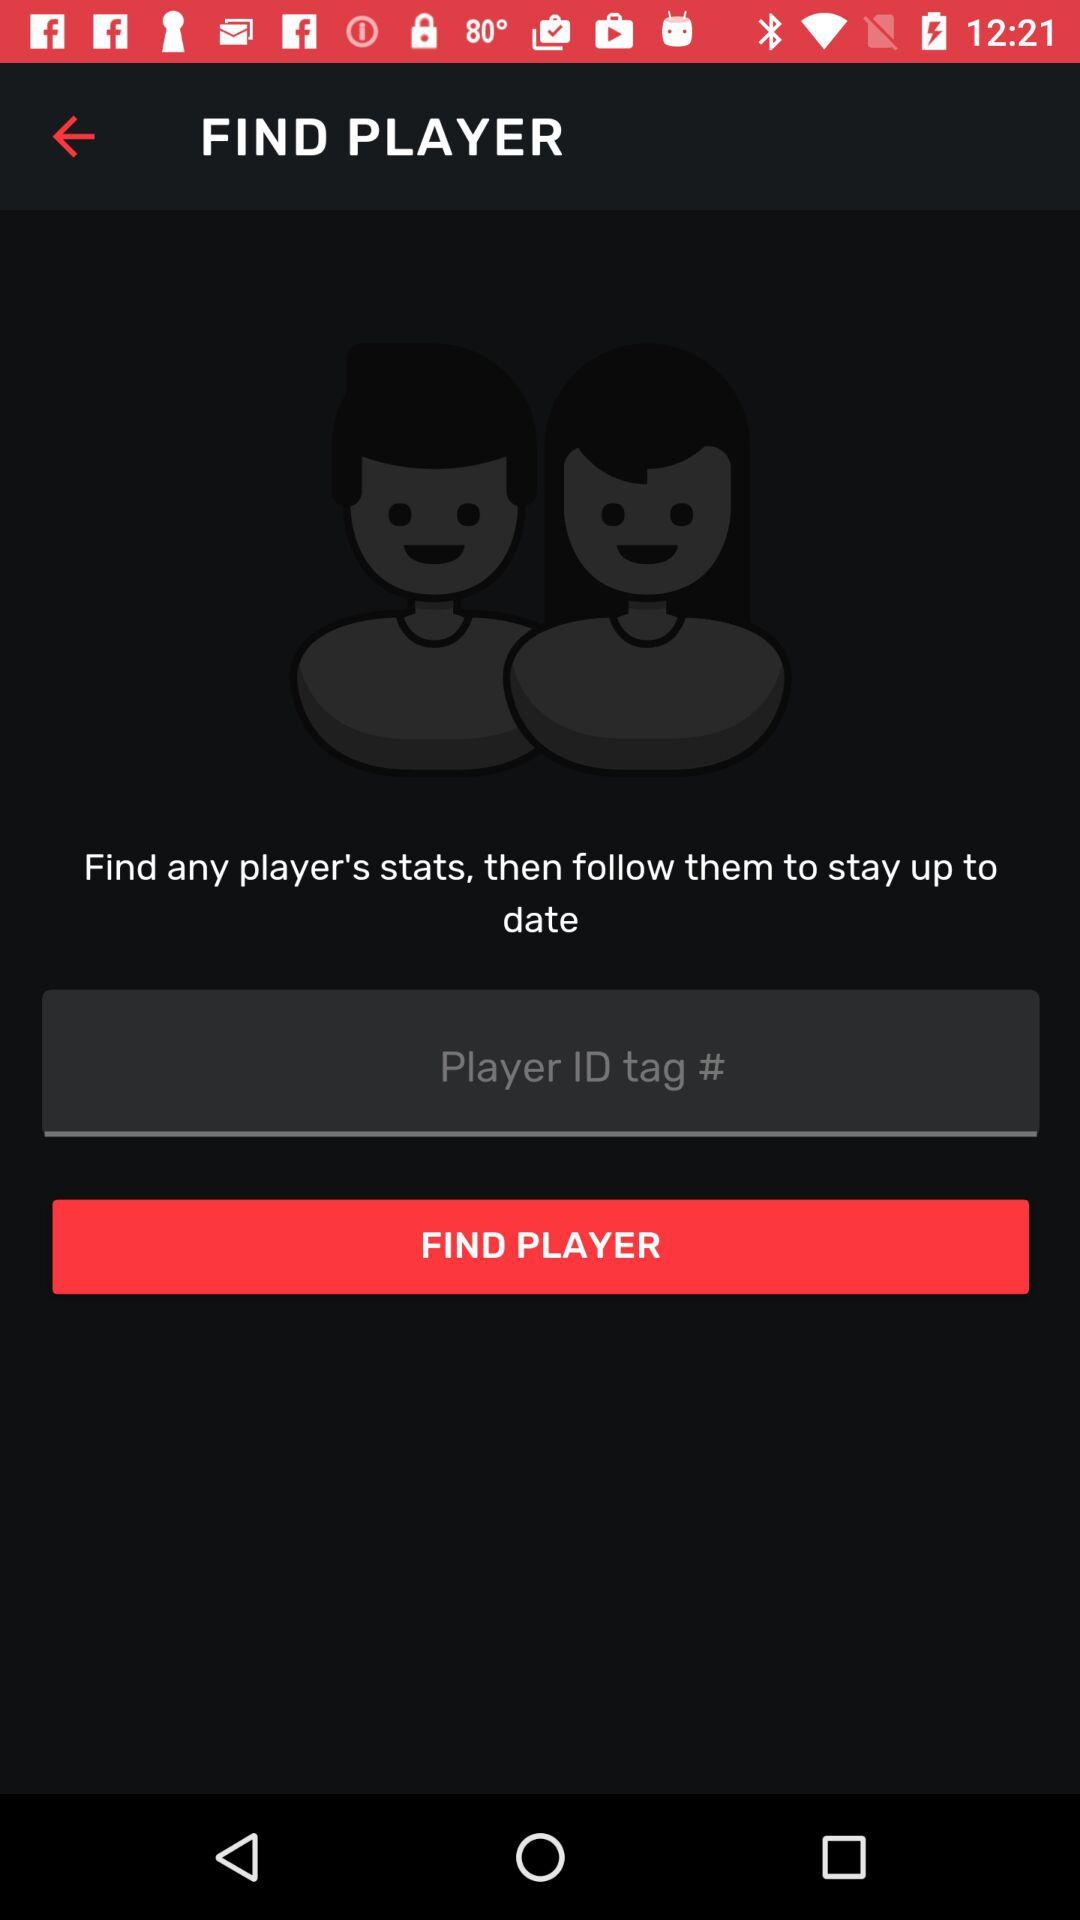 80° 12:21
FIND PLAYER
Find any player's stats, then follow them to stay up to
date
Player ID tag #
FIND PLAYER